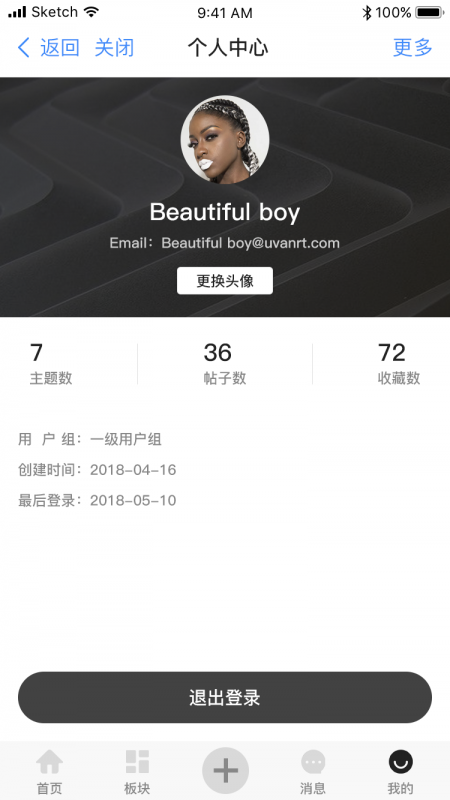 Sketch 9:41 AM 100%
返回 关闭 个人中心 更多
Beautiful boy
Email：Beautiful boy@uvanrt.com
更换头像
7 36 72
主题数 帖子数 收藏数
用 户 组：一级用户组
创建时间：2018-04-16
最后登录：2018-05-10
退出登录
首页 板块 消息 我的